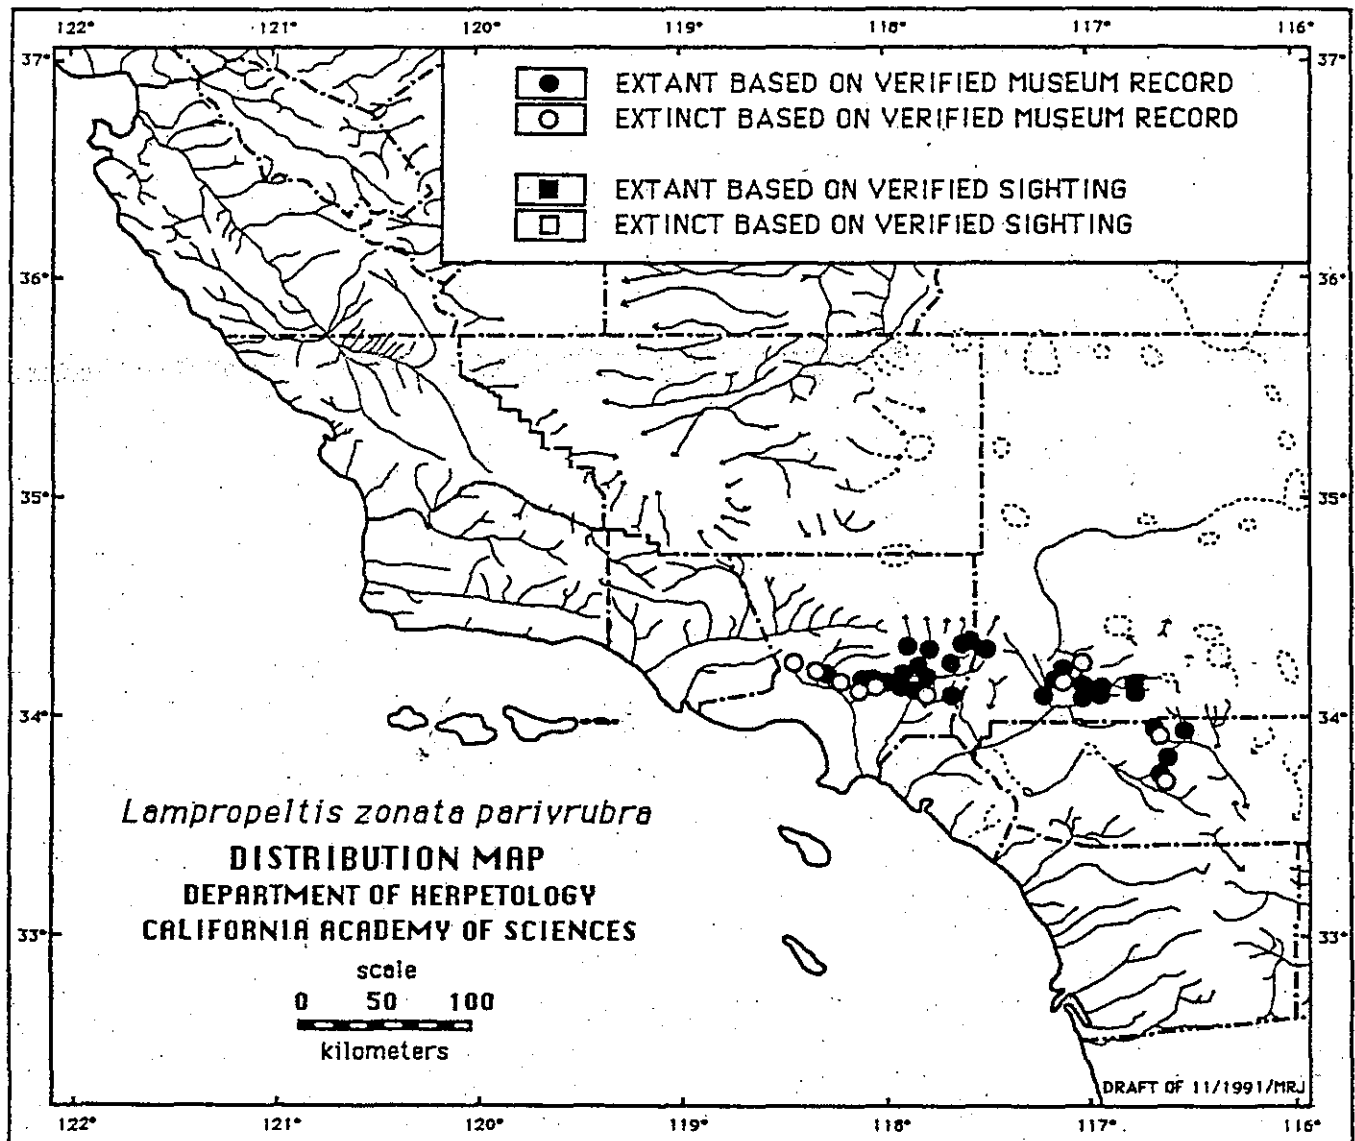 122° 121° 120° 119° 118° 117° 116°
37° 37°
EXTANT BASED ON VERIFIED MUSEUM RECORD
EXTINCT BASED ON VERIFIED MUSEUM RECORD
EXTANT BASED ON VERIFIED SIGHTING
EXTINCT BASED ON VERIFIED SIGHTING
36° 36°
35° 35°
34° 34°
Lampropeltis zonata parivrubra
DISTRIBUTION MAP
DEPARTMENT OF HERPETOLOGY
CALIFORNIA ACADEMY OF SCIENCES
33° 33°
scale
0 50 100
kilometers
DRAFT OF 11/1991/MRJ
122° 121° 120° 119° 118° 117° 116°